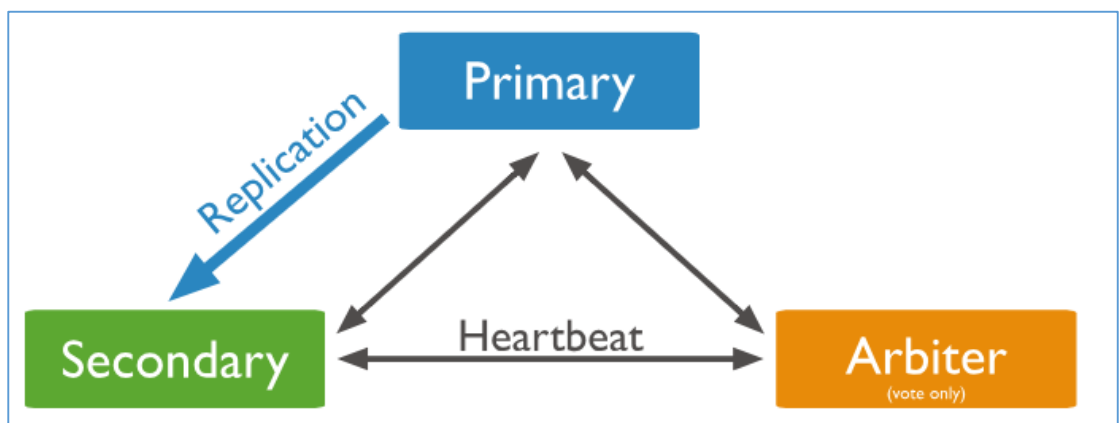 Primary
Replication
Heartbeat
Secondary
Arbiter
(vote only)